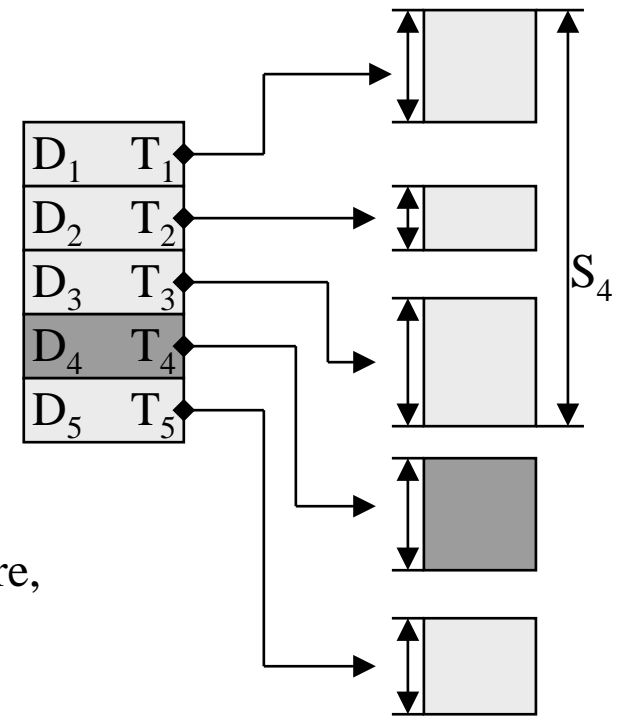 D₁ T₁
D₂ T₂
D₃ T₃
D₄ T₄
D₅ T₅
S₄
re,